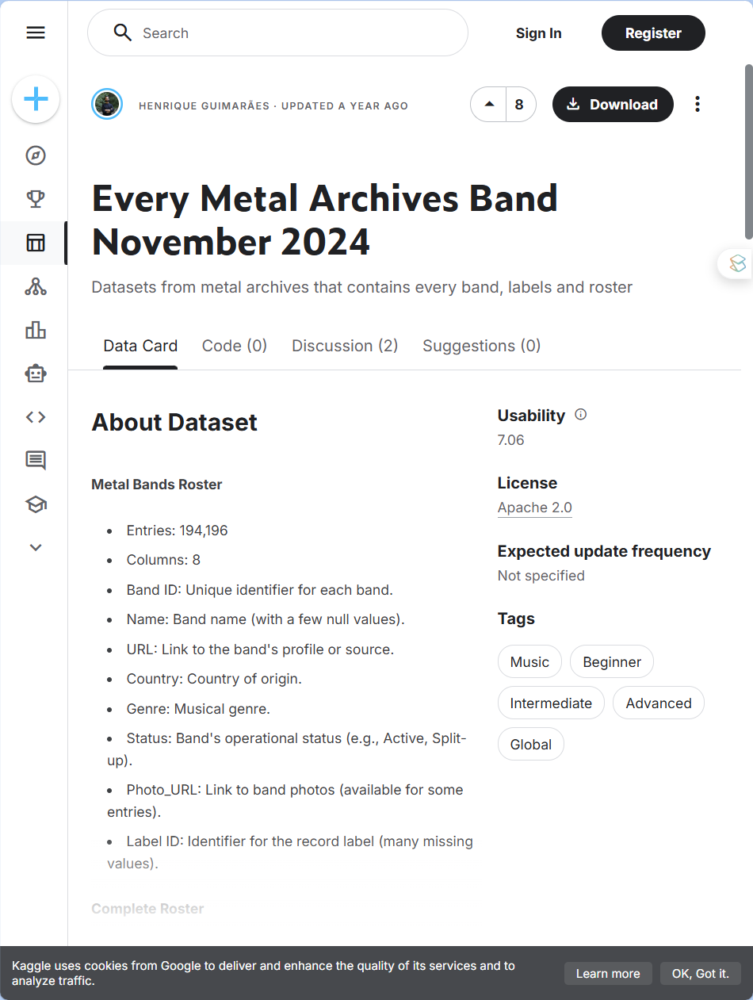 Search
Sign In
Register
HENRIQUE GUIMARÃES · UPDATED A YEAR AGO
8
Download
Every Metal Archives Band
November 2024
Datasets from metal archives that contains every band, labels and roster
Data Card
Code (0)
Discussion (2)
Suggestions (0)
About Dataset
Metal Bands Roster
• Entries: 194,196
• Columns: 8
• Band ID: Unique identifier for each band.
• Name: Band name (with a few null values).
• URL: Link to the band's profile or source.
• Country: Country of origin.
• Genre: Musical genre.
• Status: Band's operational status (e.g., Active, Split-
up).
• Photo_URL: Link to band photos (available for some
entries).
• Label ID: Identifier for the record label (many missing
values).
Complete Roster
Usability
7.06
License
Apache 2.0
Expected update frequency
Not specified
Tags
Music
Beginner
Intermediate
Advanced
Global
Kaggle uses cookies from Google to deliver and enhance the quality of its services and to
analyze traffic.
Learn more
OK, Got it.